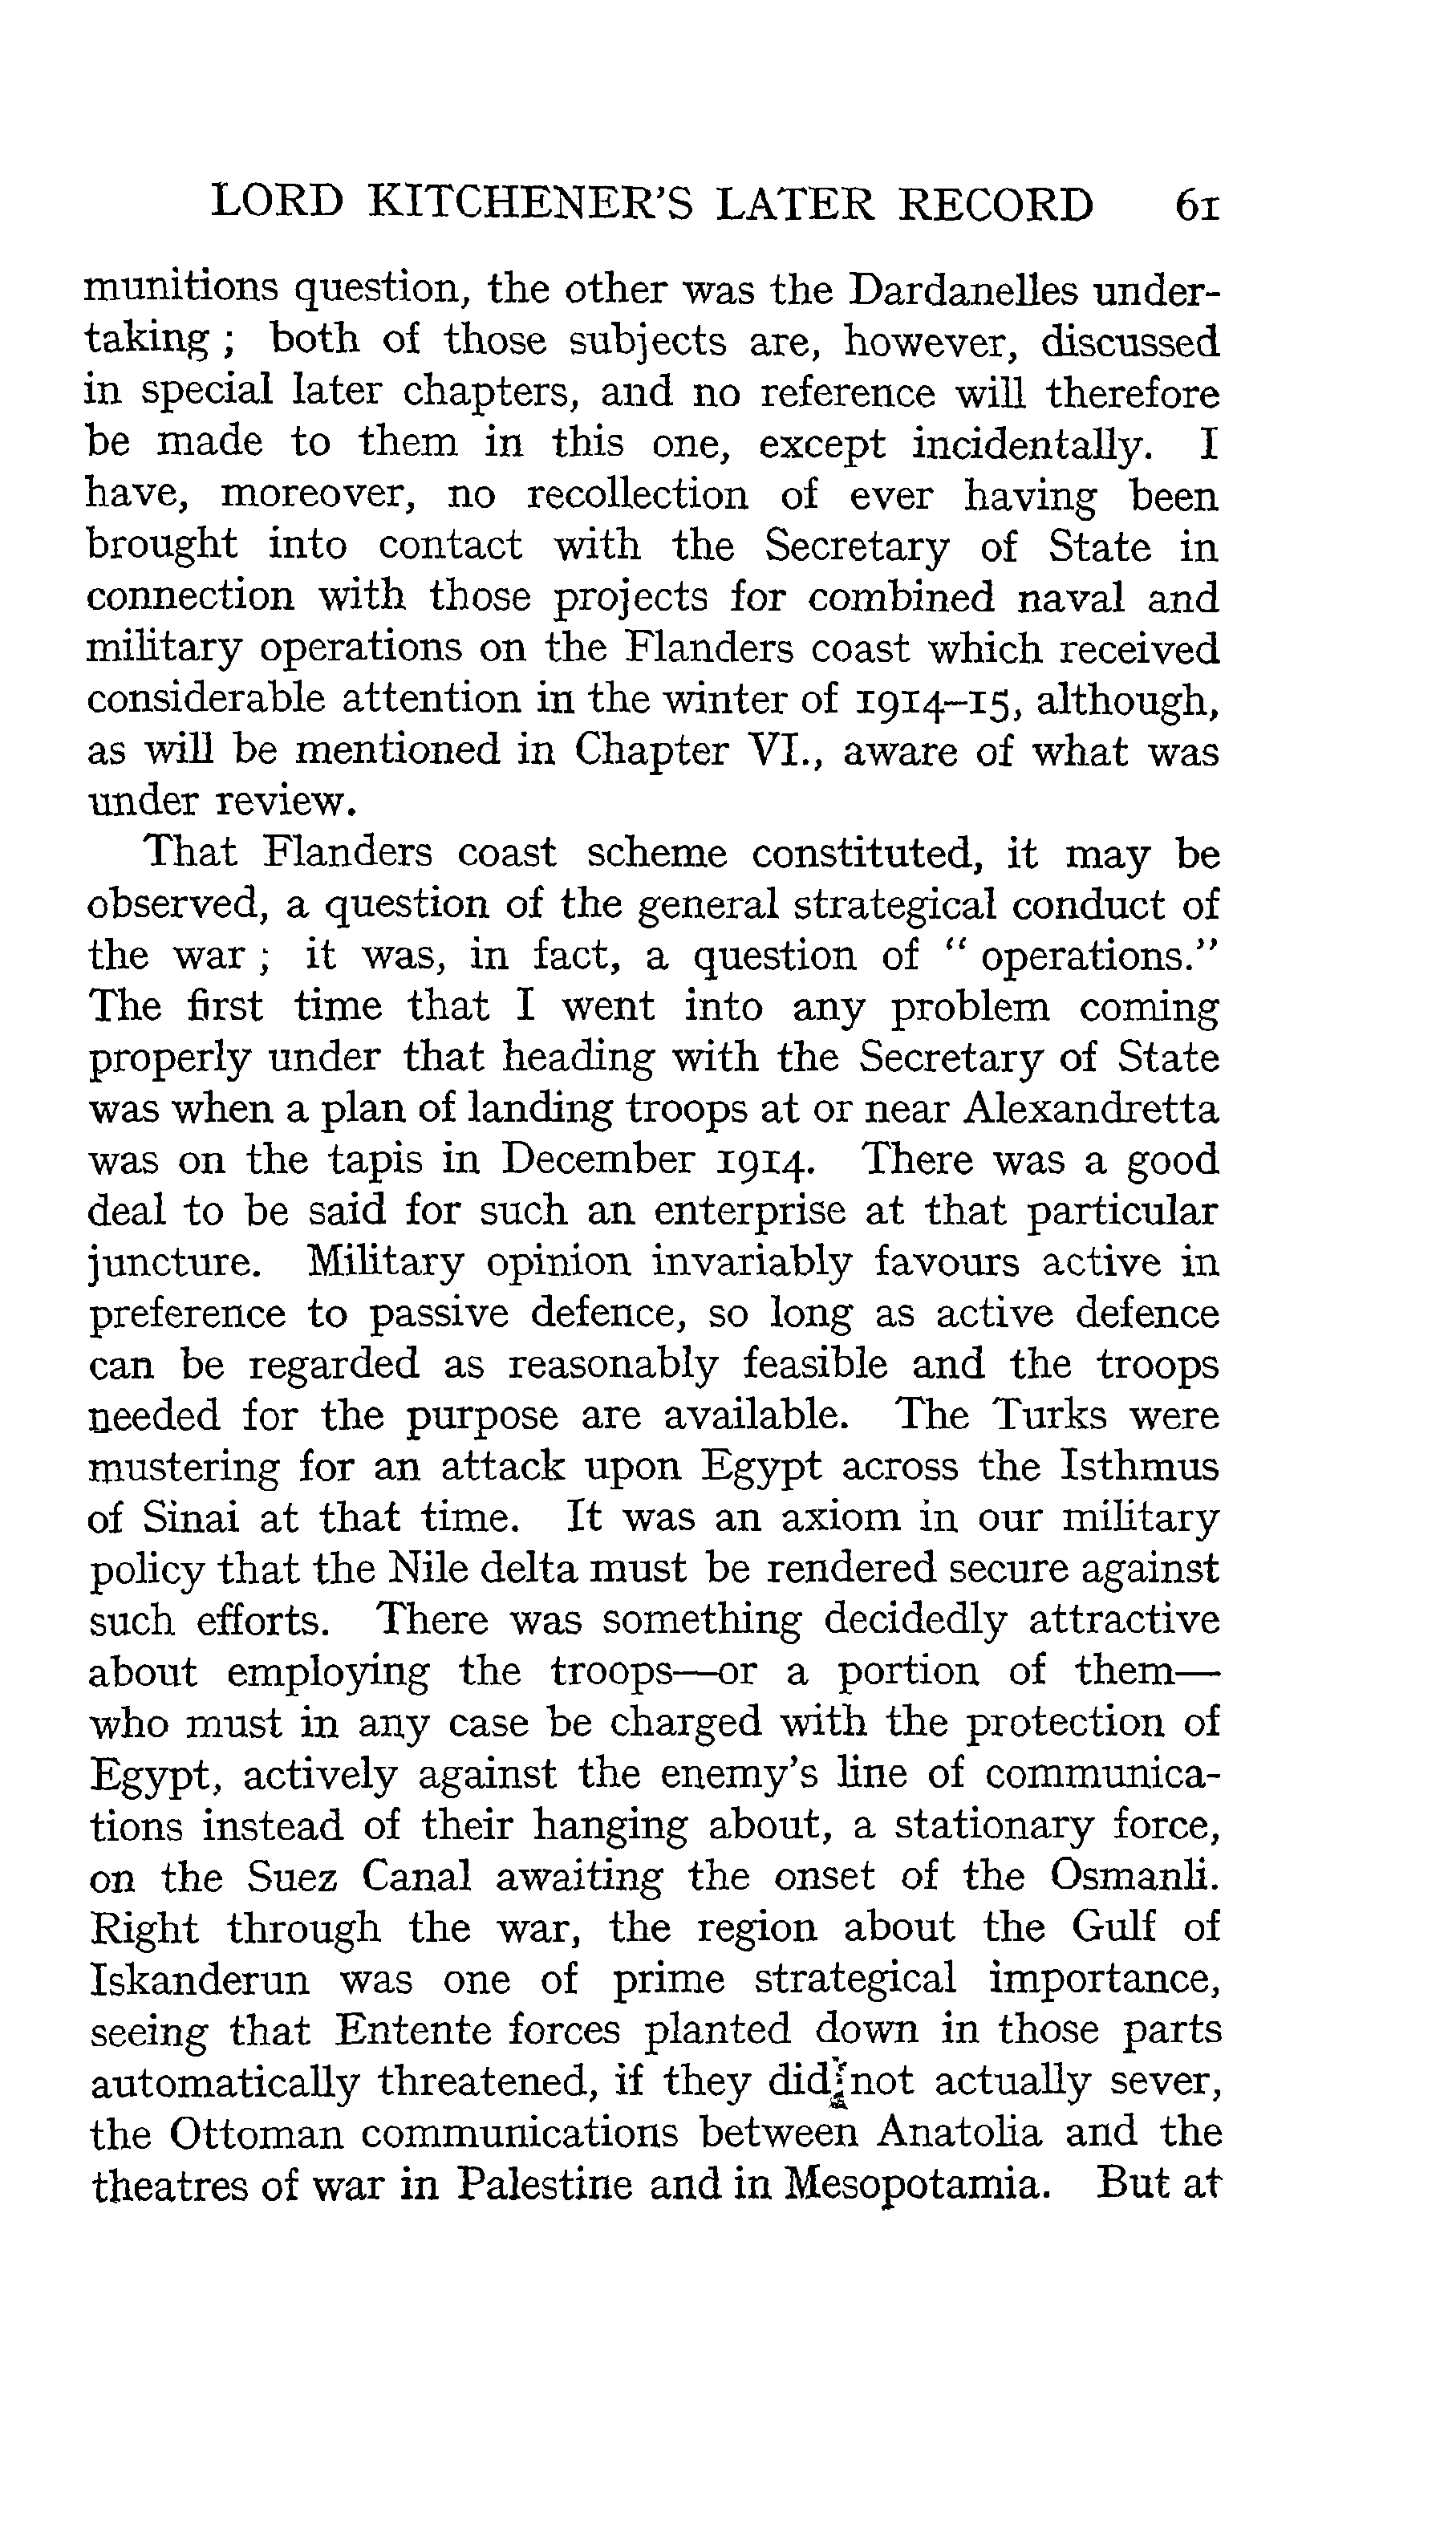 LORD KITCHENER'S LATER RECORD 61
munitions question, the other was the Dardanelles under-
taking ; both of those subjects are, however, discussed
in special later chapters, and no reference will therefore
be made to them in this one, except incidentally. I
have, moreover, no recollection of ever having been
brought into contact with the Secretary of State in
connection with those projects for combined naval and
military operations on the Flanders coast which received
considerable attention in the winter of 1914–15, although,
as will be mentioned in Chapter VI., aware of what was
under review.
That Flanders coast scheme constituted, it may be
observed, a question of the general strategical conduct of
the war ; it was, in fact, a question of “ operations.”
The first time that I went into any problem coming
properly under that heading with the Secretary of State
was when a plan of landing troops at or near Alexandretta
was on the tapis in December 1914. There was a good
deal to be said for such an enterprise at that particular
juncture. Military opinion invariably favours active in
preference to passive defence, so long as active defence
can be regarded as reasonably feasible and the troops
needed for the purpose are available. The Turks were
mustering for an attack upon Egypt across the Isthmus
of Sinai at that time. It was an axiom in our military
policy that the Nile delta must be rendered secure against
such efforts. There was something decidedly attractive
about employing the troops—or a portion of them—
who must in any case be charged with the protection of
Egypt, actively against the enemy's line of communica-
tions instead of their hanging about, a stationary force,
on the Suez Canal awaiting the onset of the Osmanli.
Right through the war, the region about the Gulf of
Iskanderun was one of prime strategical importance,
seeing that Entente forces planted down in those parts
automatically threatened, if they did not actually sever,
the Ottoman communications between Anatolia and the
theatres of war in Palestine and in Mesopotamia. But at